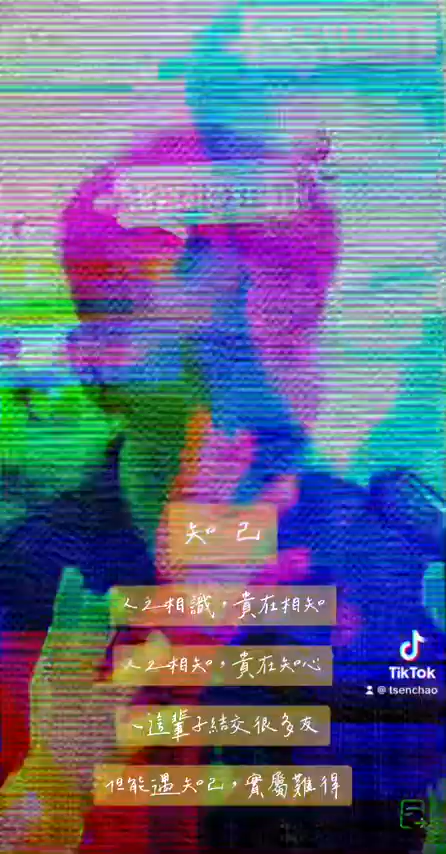 知己
人之相識，貴在相知
人之相知，貴在知心
一這輩子結交很多友
但能遇知己，實屬難得
TikTok
@tsenchao